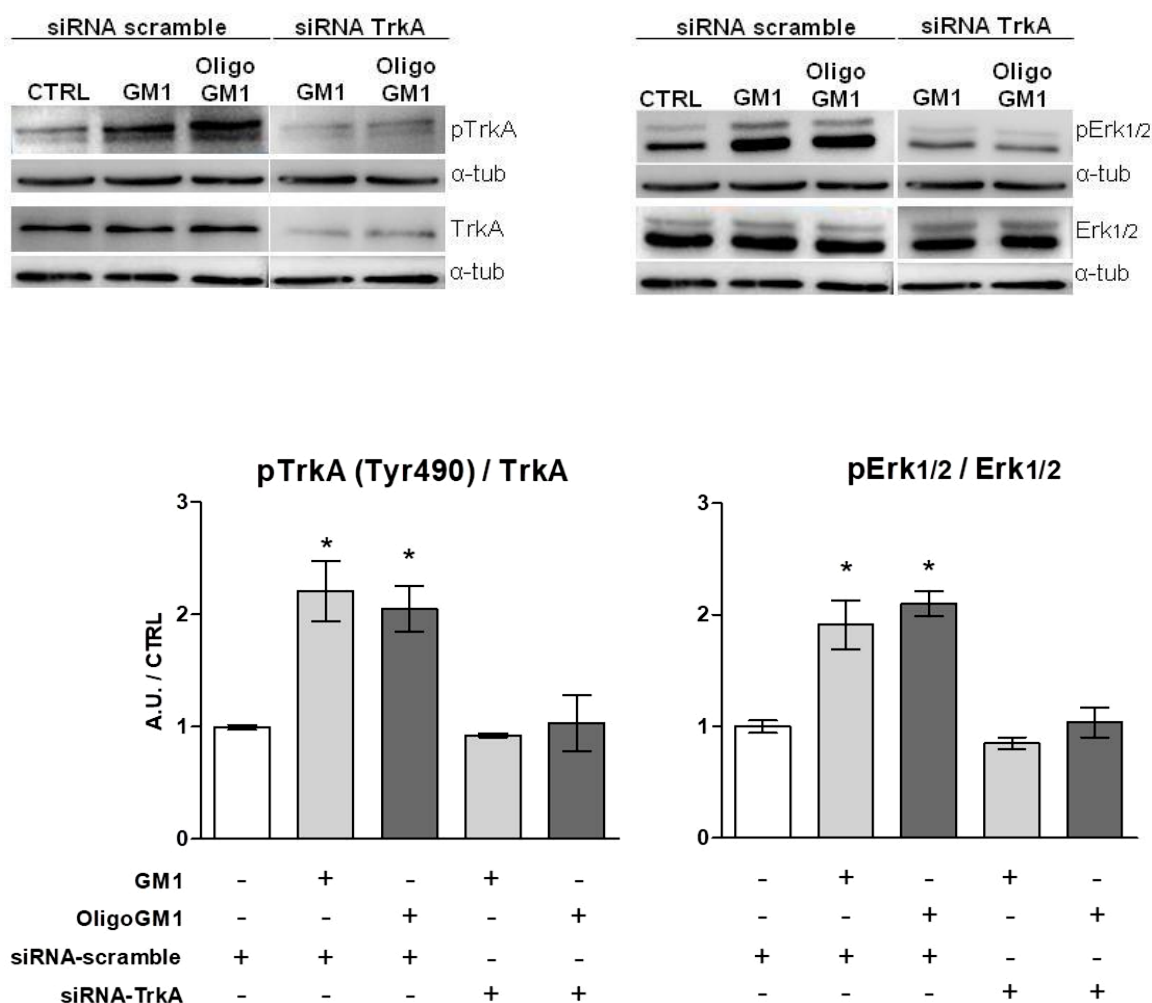 siRNA scramble siRNA TrkA
CTRL GM1 Oligo GM1 GM1 Oligo GM1
pTrkA
α-tub
TrkA
α-tub
siRNA scramble siRNA TrkA
CTRL GM1 Oligo GM1 GM1 Oligo GM1
pErk1/2
α-tub
Erk1/2
α-tub
pTrkA (Tyr490) / TrkA
A.U. / CTRL
3
2
1
0
* *
pErk1/2 / Erk1/2
3
2
1
0
* *
GM1 - + - + - - + - + -
OligoGM1 - - + - + - - + - +
siRNA-scramble + + + - - + + + - -
siRNA-TrkA - - - + + - - - + +